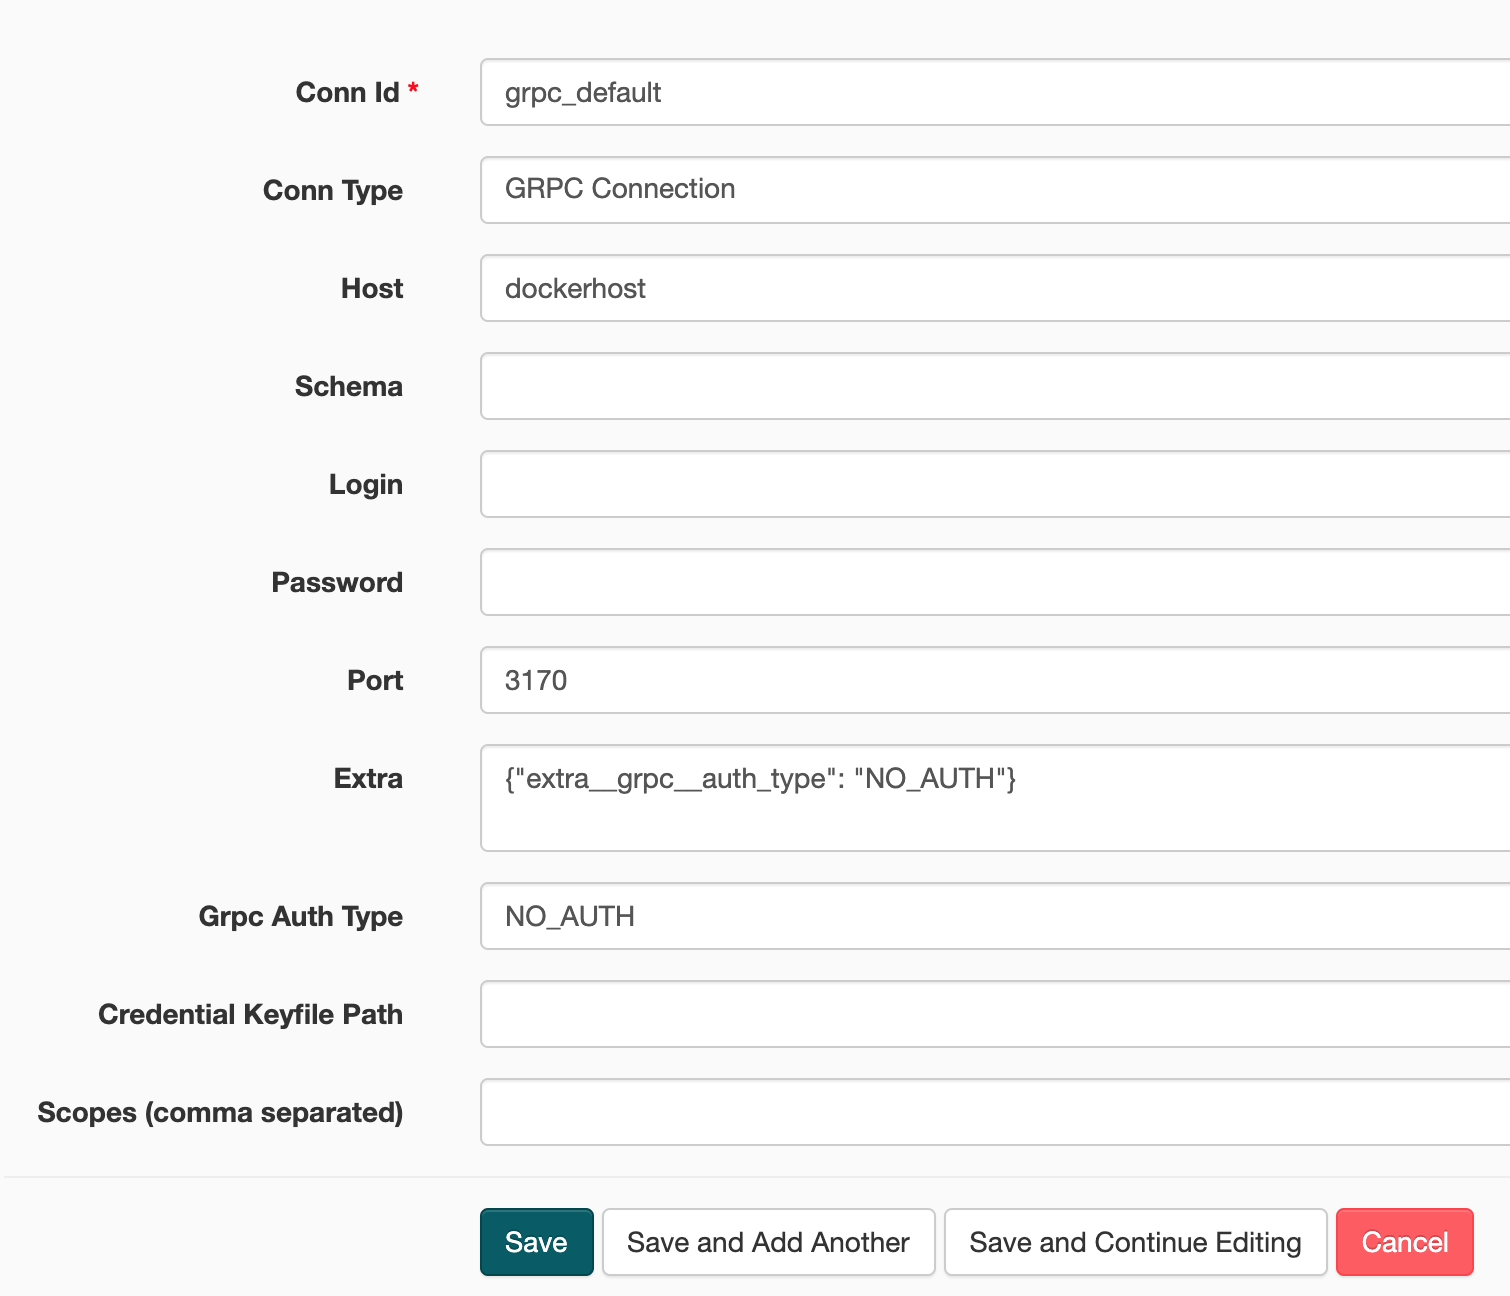 Conn Id *
grpc_default
Conn Type
GRPC Connection
Host
dockerhost
Schema
Login
Password
Port
3170
Extra
{"extra__grpc__auth_type": "NO_AUTH"}
Grpc Auth Type
NO_AUTH
Credential Keyfile Path
Scopes (comma separated)
Save
Save and Add Another
Save and Continue Editing
Cancel